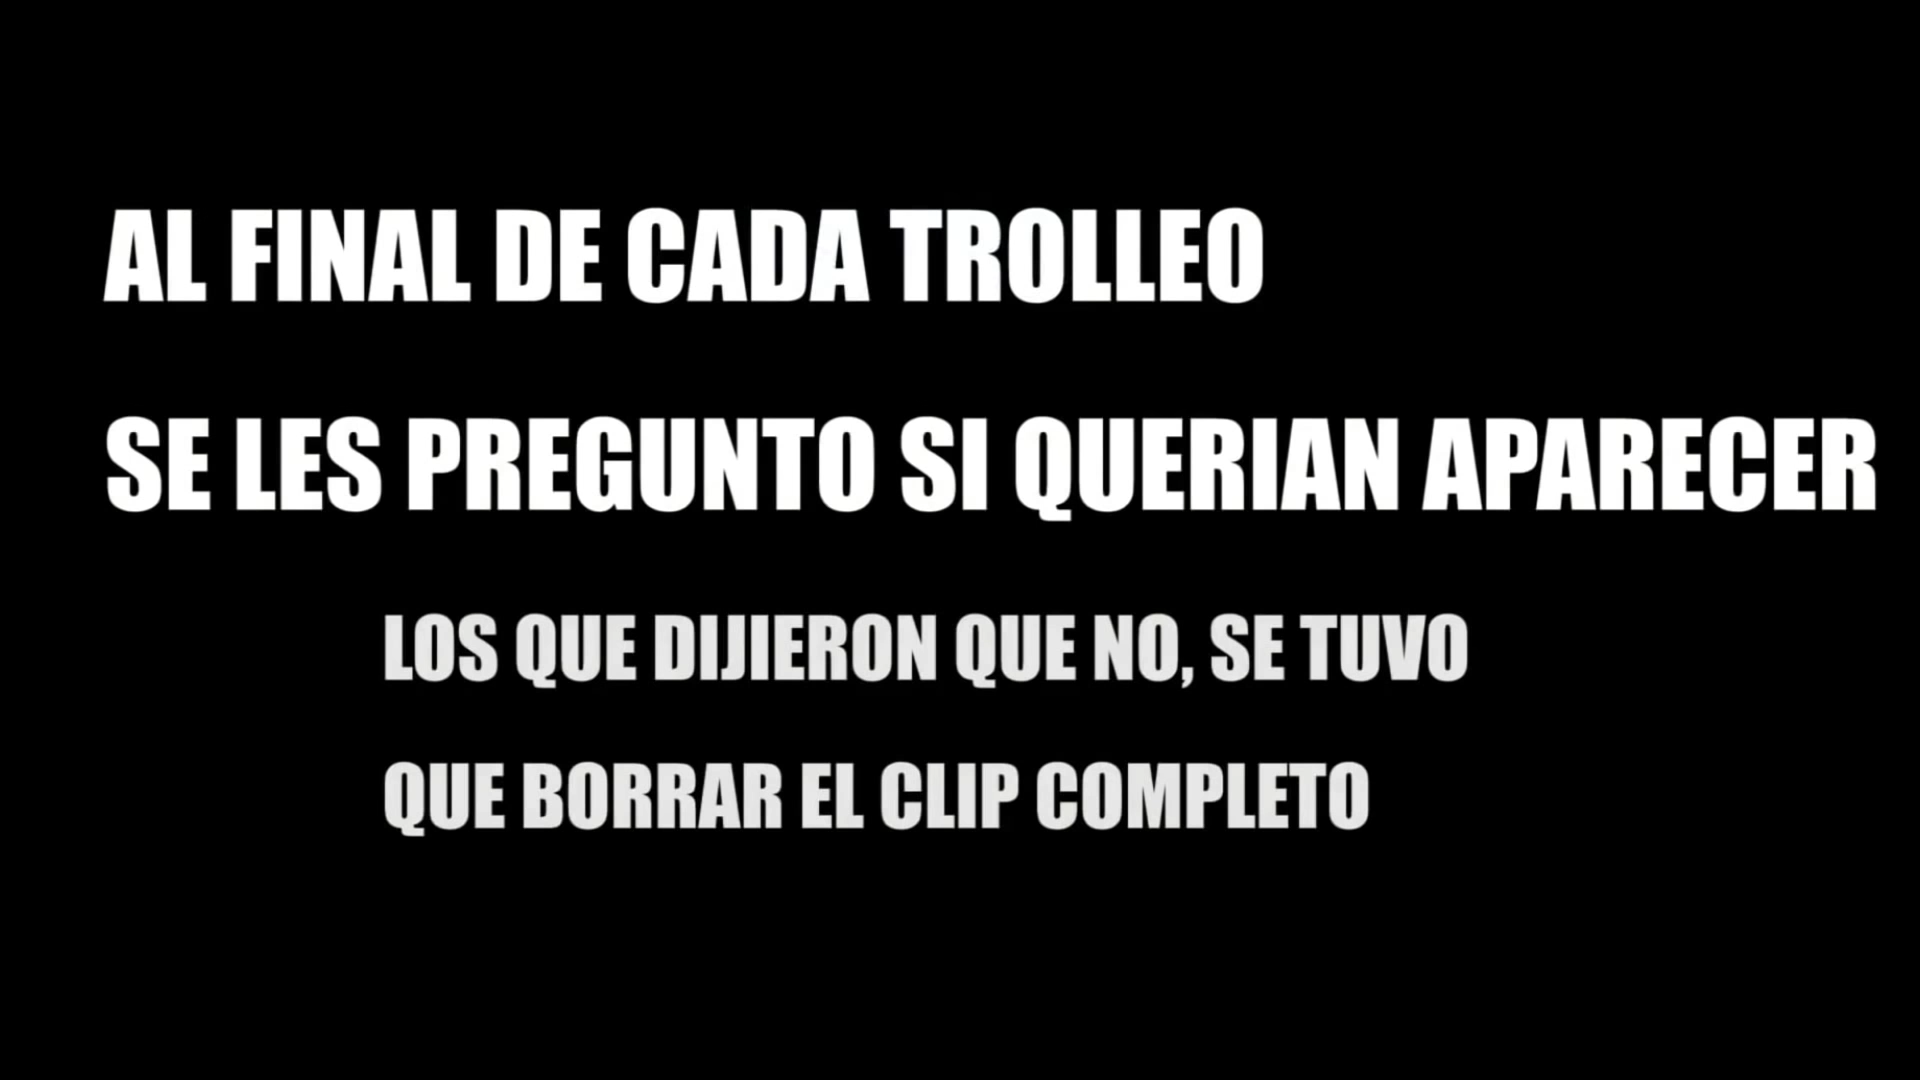 AL FINAL DE CADA TROLLEO
SE LES PREGUNTO SI QUERIAN APARECER
LOS QUE DIJIERON QUE NO, SE TUVO
QUE BORRAR EL CLIP COMPLETO